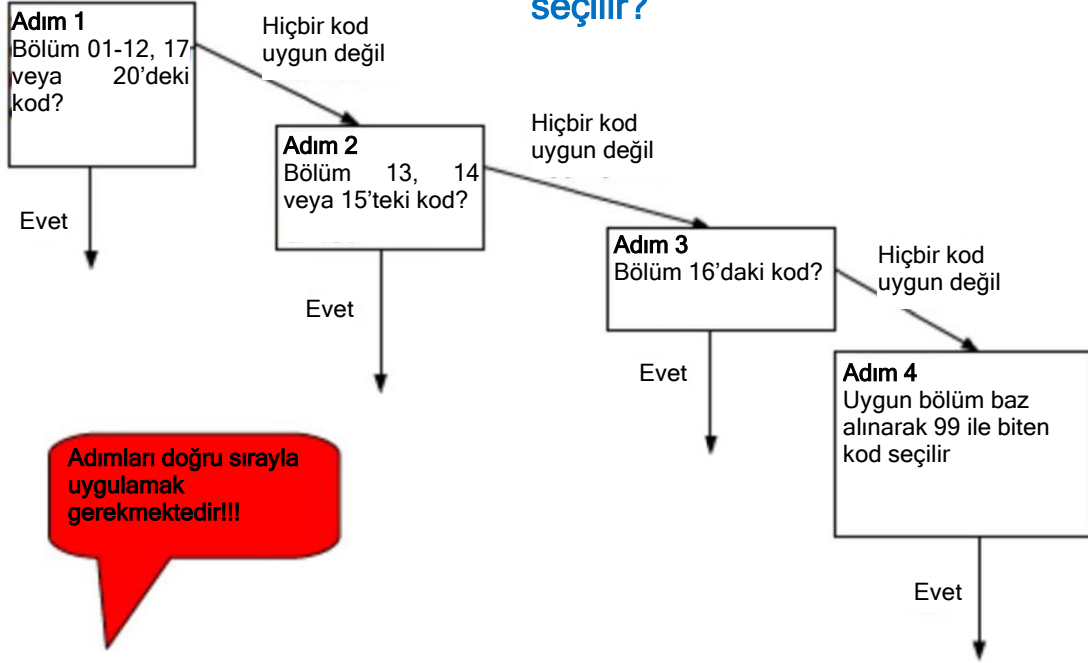 seçilir?
Adım 1
Bölüm 01-12, 17
veya 20’deki
kod?
Hiçbir kod
uygun değil
Evet
Adım 2
Bölüm 13, 14
veya 15’teki kod?
Hiçbir kod
uygun değil
Evet
Adım 3
Bölüm 16’daki kod?
Hiçbir kod
uygun değil
Evet
Adım 4
Uygun bölüm baz
alınarak 99 ile biten
kod seçilir
Evet
Adımları doğru sırayla
uygulamak
gerekmektedir!!!